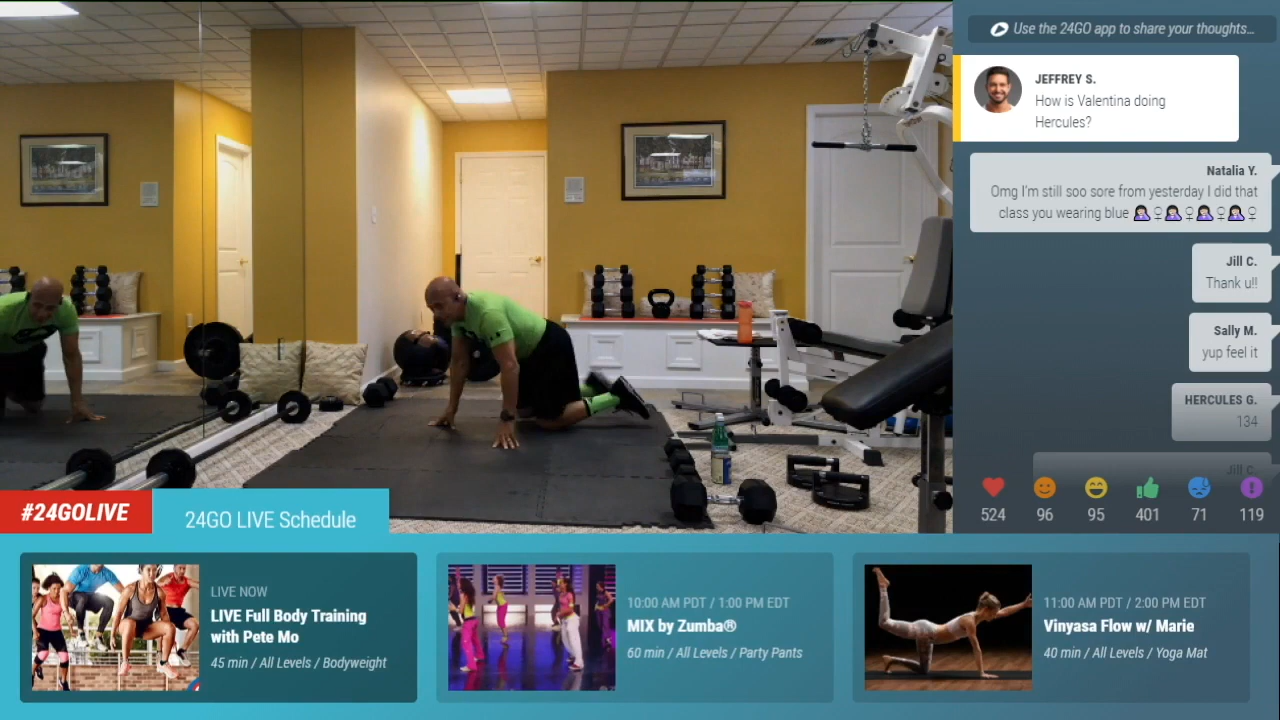 Use the 24GO app to share your thoughts...
JEFFREY S.
How is Valentina doing
Hercules?
Natalia Y.
Omg I'm still soo sore from yesterday I did that
class you wearing blue 🤦🏻‍♀🤦🏻‍♀🤦🏻‍♀🤦🏻‍♀
Jill C.
Thank u!!
Sally M.
yup feel it
HERCULES G.
134
Jill C.
524 96 95 401 71 119
#24GOLIVE
24GO LIVE Schedule
LIVE NOW
LIVE Full Body Training
with Pete Mo
45 min / All Levels / Bodyweight
10:00 AM PDT / 1:00 PM EDT
MIX by Zumba®
60 min / All Levels / Party Pants
11:00 AM PDT / 2:00 PM EDT
Vinyasa Flow w/ Marie
40 min / All Levels / Yoga Mat